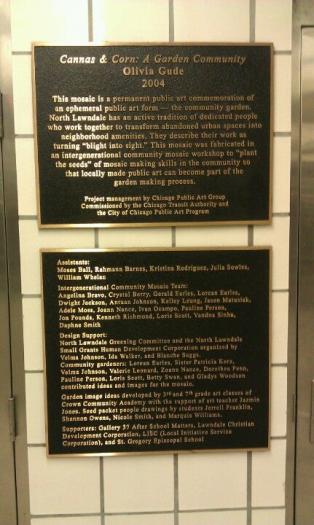 Cannas & Corn: A Garden Community
Olivia Gude
2004
This mosaic is a permanent public art commemoration of
an ephemeral public art form — the community garden.
North Lawndale has an active tradition of dedicated people
who work together to transform abandoned urban spaces into
neighborhood amenities. They describe their work as
turning "blight into sight." This mosaic was fabricated in
an intergenerational community mosaic workshop to "plant
the seeds" of mosaic making skills in the community so
that locally made public art can become part of the
garden making process.
Project management by Chicago Public Art Group
Commissioned by the Chicago Transit Authority and
the City of Chicago Public Art Program
Assistants:
Moses Ball, Rahmaan Barnes, Kristina Rodriguez, Julia Sowles,
William Whelan
Intergenerational Community Mosaic Team:
Angelina Bravo, Crystal Berry, Gerald Earles, Lorean Earles,
Dwight Jackson, Antuan Johnson, Kelley Leung, Jason Matusiak,
Adele Moss, Joann Nance, Ivan Ocampo, Pauline Person,
Jon Pounds, Kenneth Richmond, Loris Scott, Vandna Sinha,
Daphne Smith
Design Support:
North Lawndale Greening Committee and the North Lawndale
Small Grants Human Development Corporation organized by
Velma Johnson, Ida Walker, and Blanche Suggs.
Community gardeners: Lorean Earles, Sister Patricia
Velma Johnson, Valerie Leonard, Zoann Nance, Dorothea Penn,
Pauline Person, Loris Scott, Betty Swan, and Gladys Woodson
contributed ideas and images for the mosaic.
Garden image ideas developed by 3rd and 7th grade art classes of
Crown Community Academy with the support of art teacher Jazmin
Jones. Seed packet people drawings by students Jerrell Franklin,
Shannon Owens, Nicole Smith, and Marquis Williams.
Supporters: Gallery 37 After School Matters, Lawndale Christian
Development Corporation, LISC (Local Initiative Service
Corporation), and St. Gregory Episcopal School